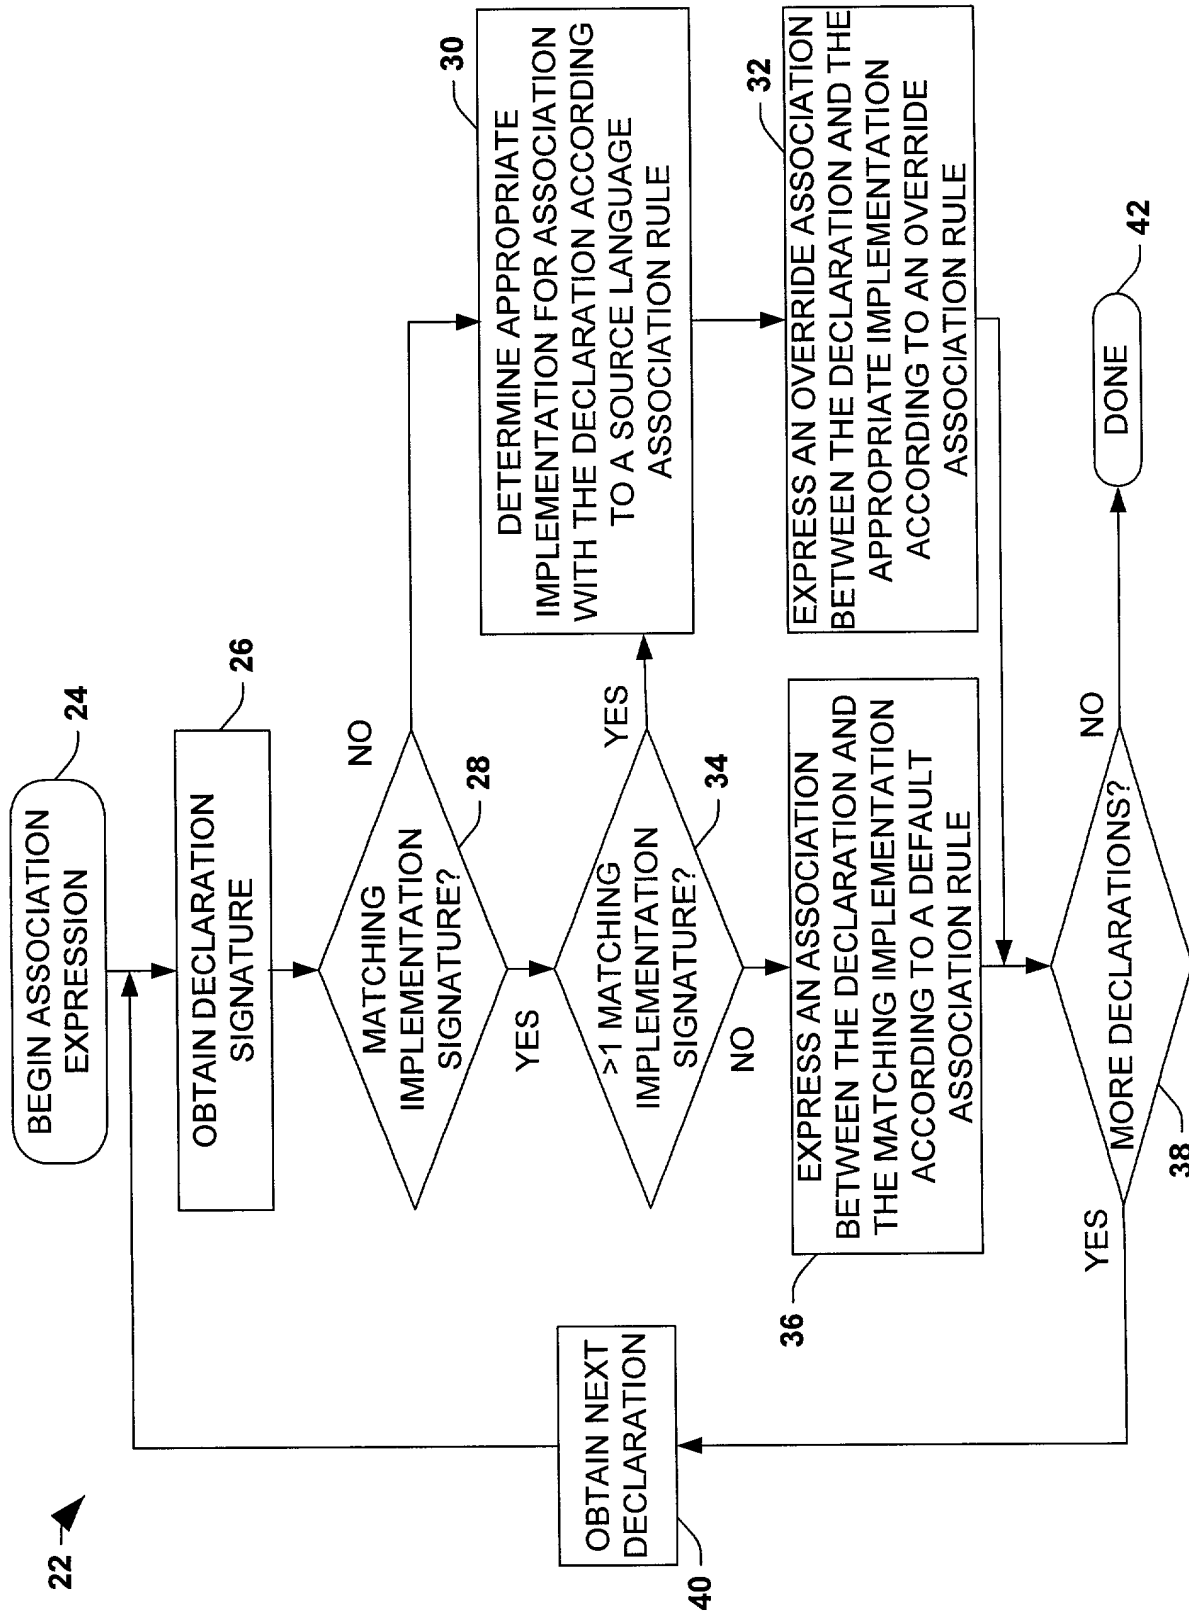 22
BEGIN ASSOCIATION
EXPRESSION
24
OBTAIN DECLARATION
SIGNATURE
26
MATCHING
IMPLEMENTATION
SIGNATURE?
28
NO
YES
>1 MATCHING
IMPLEMENTATION
SIGNATURE?
34
YES
NO
DETERMINE APPROPRIATE
IMPLEMENTATION FOR ASSOCIATION
WITH THE DECLARATION ACCORDING
TO A SOURCE LANGUAGE
ASSOCIATION RULE
30
EXPRESS AN OVERRIDE ASSOCIATION
BETWEEN THE DECLARATION AND THE
APPROPRIATE IMPLEMENTATION
ACCORDING TO AN OVERRIDE
ASSOCIATION RULE
32
EXPRESS AN ASSOCIATION
BETWEEN THE DECLARATION AND
THE MATCHING IMPLEMENTATION
ACCORDING TO A DEFAULT
ASSOCIATION RULE
36
OBTAIN NEXT
DECLARATION
40
MORE DECLARATIONS?
38
YES
NO
DONE
42